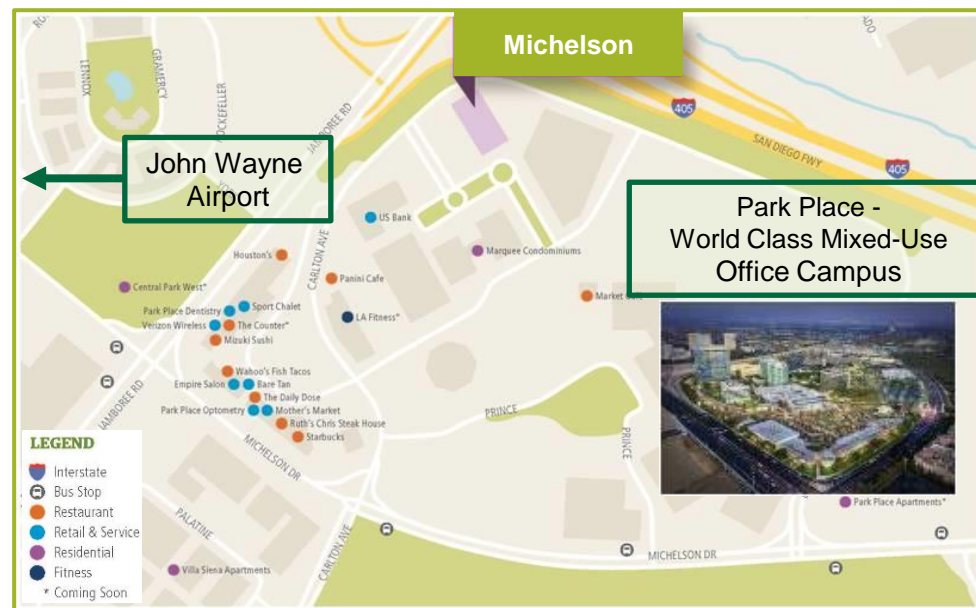 Michelson
LENNOX
GRAMERCY
ROCKEFELLER
JAMBOREE RD
405
SAN DIEGO FWY
405
405
John Wayne
Airport
Park Place -
World Class Mixed-Use
Office Campus
US Bank
CARLTON AVE
Houston's
Marquee Condominiums
Panini Cafe
Central Park West*
Market
Sport Chalet
Park Place Dentistry
LA Fitness*
Verizon Wireless
The Counter*
Mizuki Sushi
Wahoo's Fish Tacos
Empire Salon
Bare Tan
The Daily Dose
Park Place Optometry
Mother's Market
Ruth's Chris Steak House
Starbucks
JAMBOREE RD
PRINCE
PRINCE
MICHELSON DR
LEGEND
Interstate
Bus Stop
Restaurant
Retail & Service
Residential
Fitness
* Coming Soon
PALATINE
CARLTON AVE
Park Place Apartments*
MICHELSON DR
Villa Siena Apartments